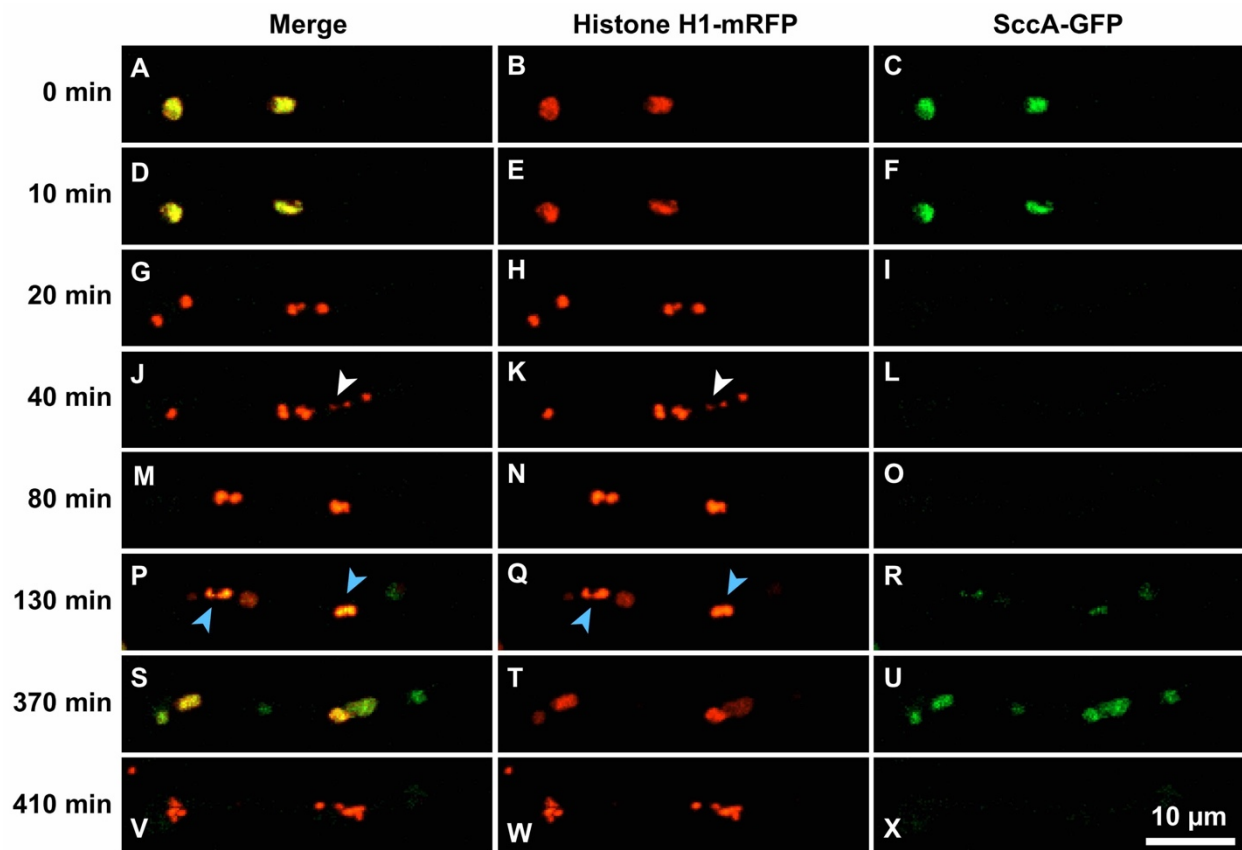 Merge Histone H1-mRFP SccA-GFP
0 min A B C
10 min D E F
20 min G H I
40 min J K L
80 min M N O
130 min P Q R
370 min S T U
410 min V W X
10 µm